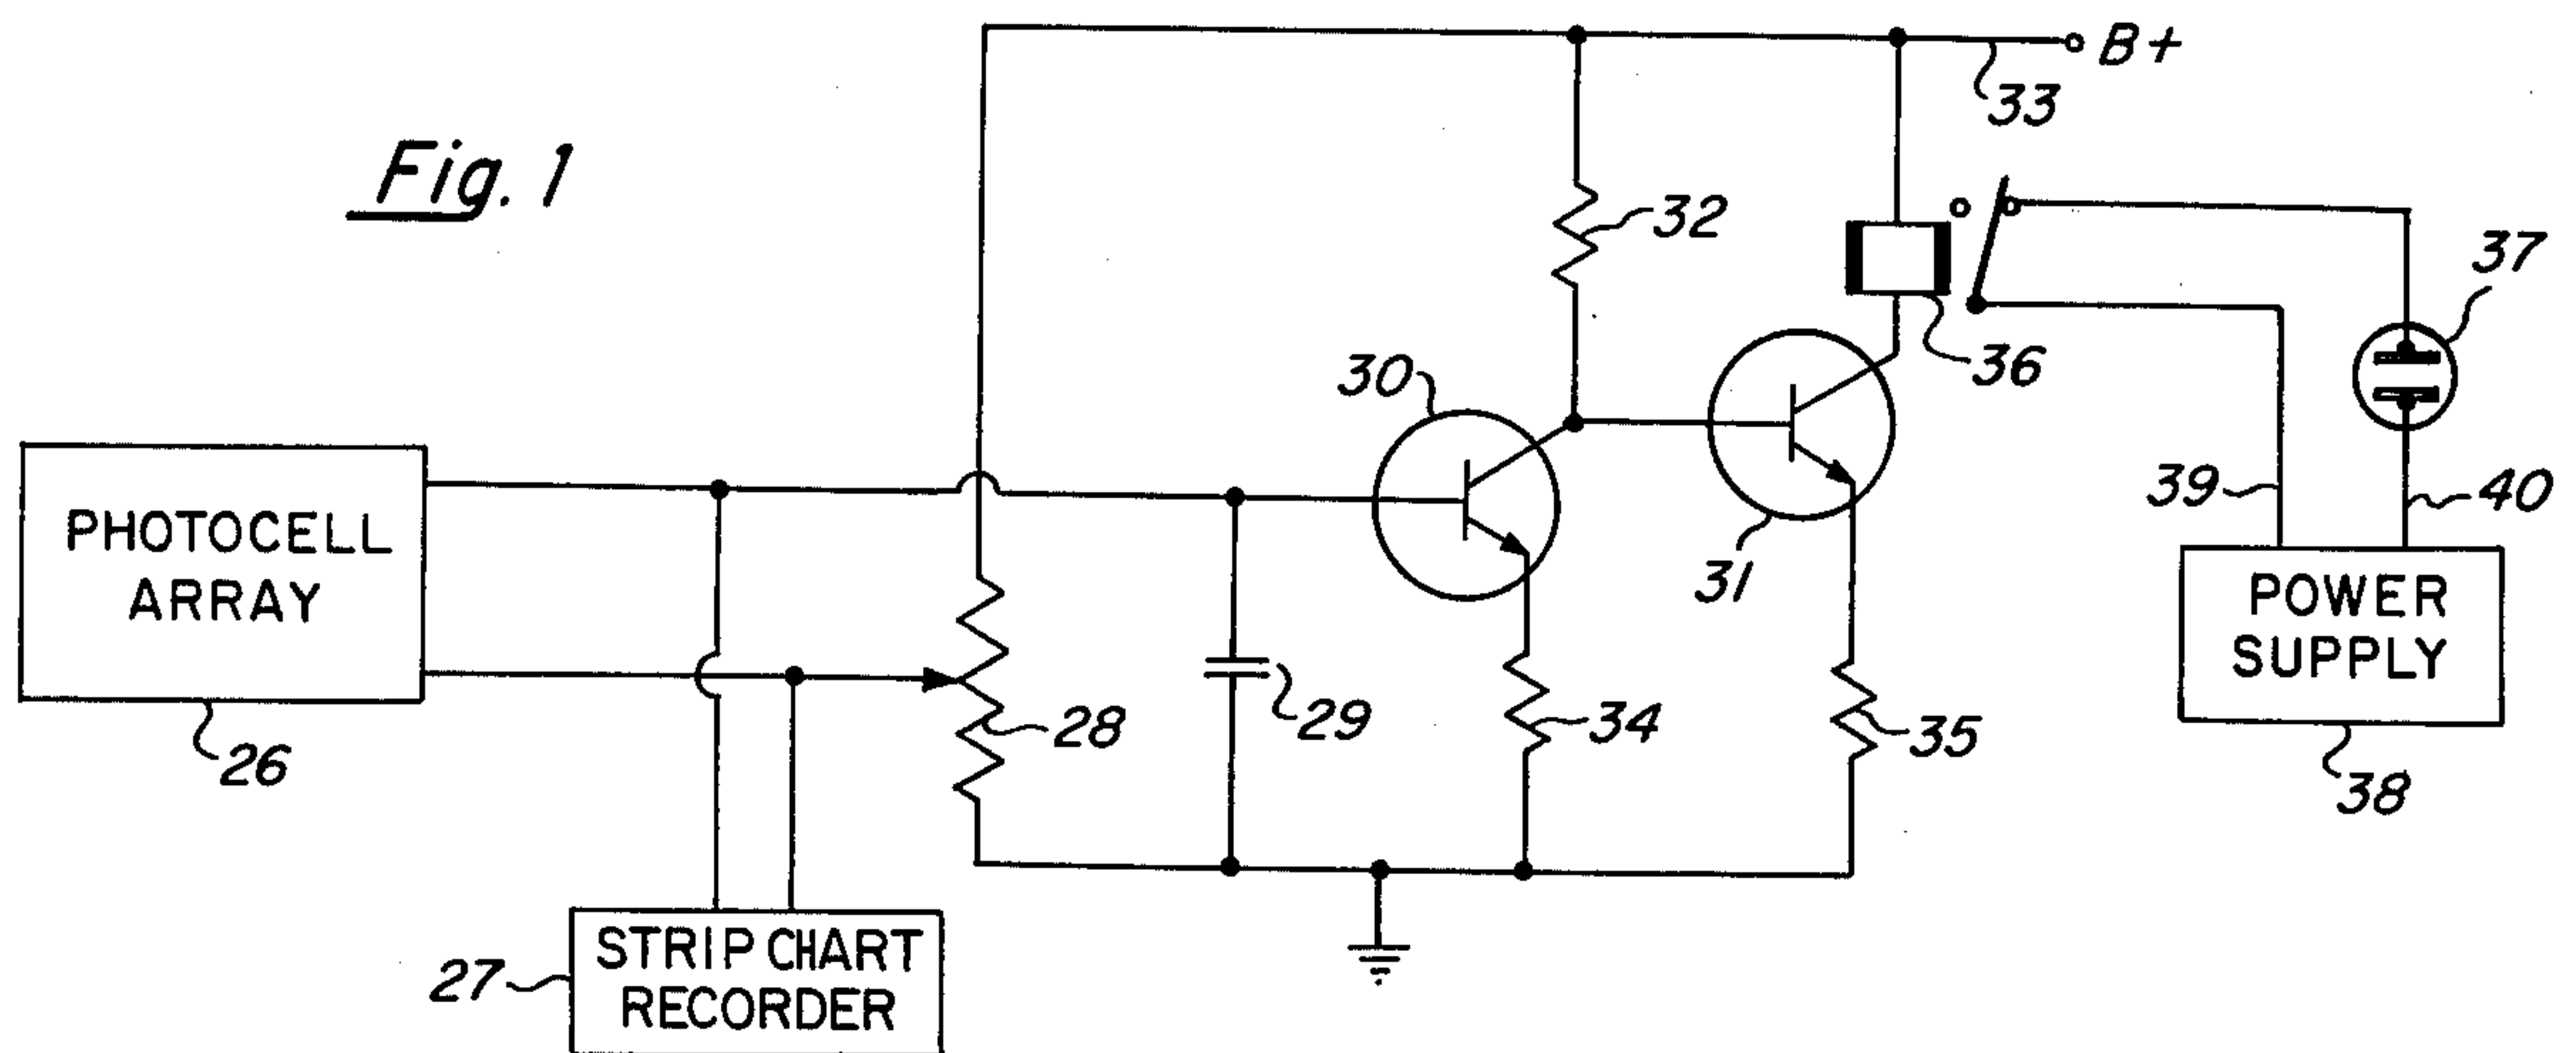 B+
33
Fig. 1
32
37
30
36
39
40
PHOTOCELL
ARRAY
31
POWER
SUPPLY
28
29
34
35
26
38
STRIP CHART
RECORDER
27